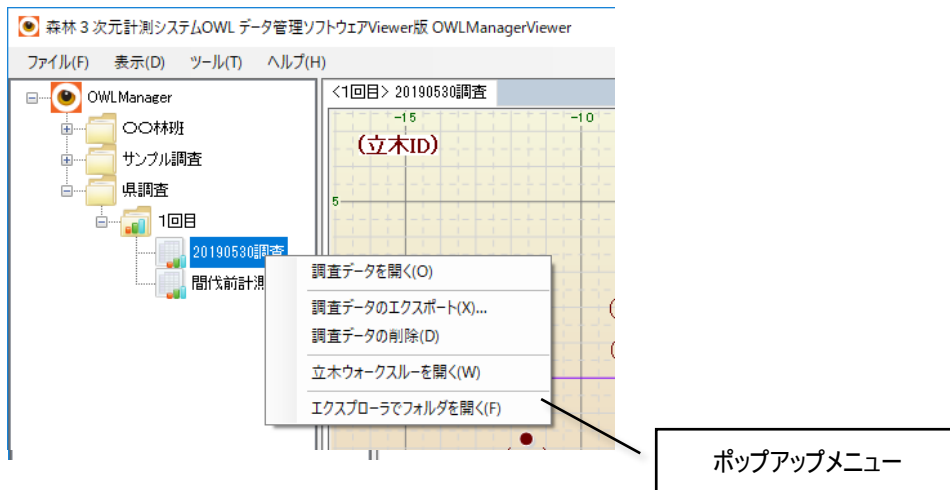 森林３次元計測システムOWL データ管理ソフトウェアViewer版 OWLManagerViewer
ファイル(F) 表示(D) ツール(T) ヘルプ(H)
OWLManager
〇〇林班
サンプル調査
県調査
1回目
20190530調査
間伐前計測
<1回目> 20190530調査
-15 -10
(立木ID)
5
調査データを開く(O)
調査データのエクスポート(X)...
調査データの削除(D)
立木ウォークスルーを開く(W)
エクスプローラでフォルダを開く(F)
ポップアップメニュー